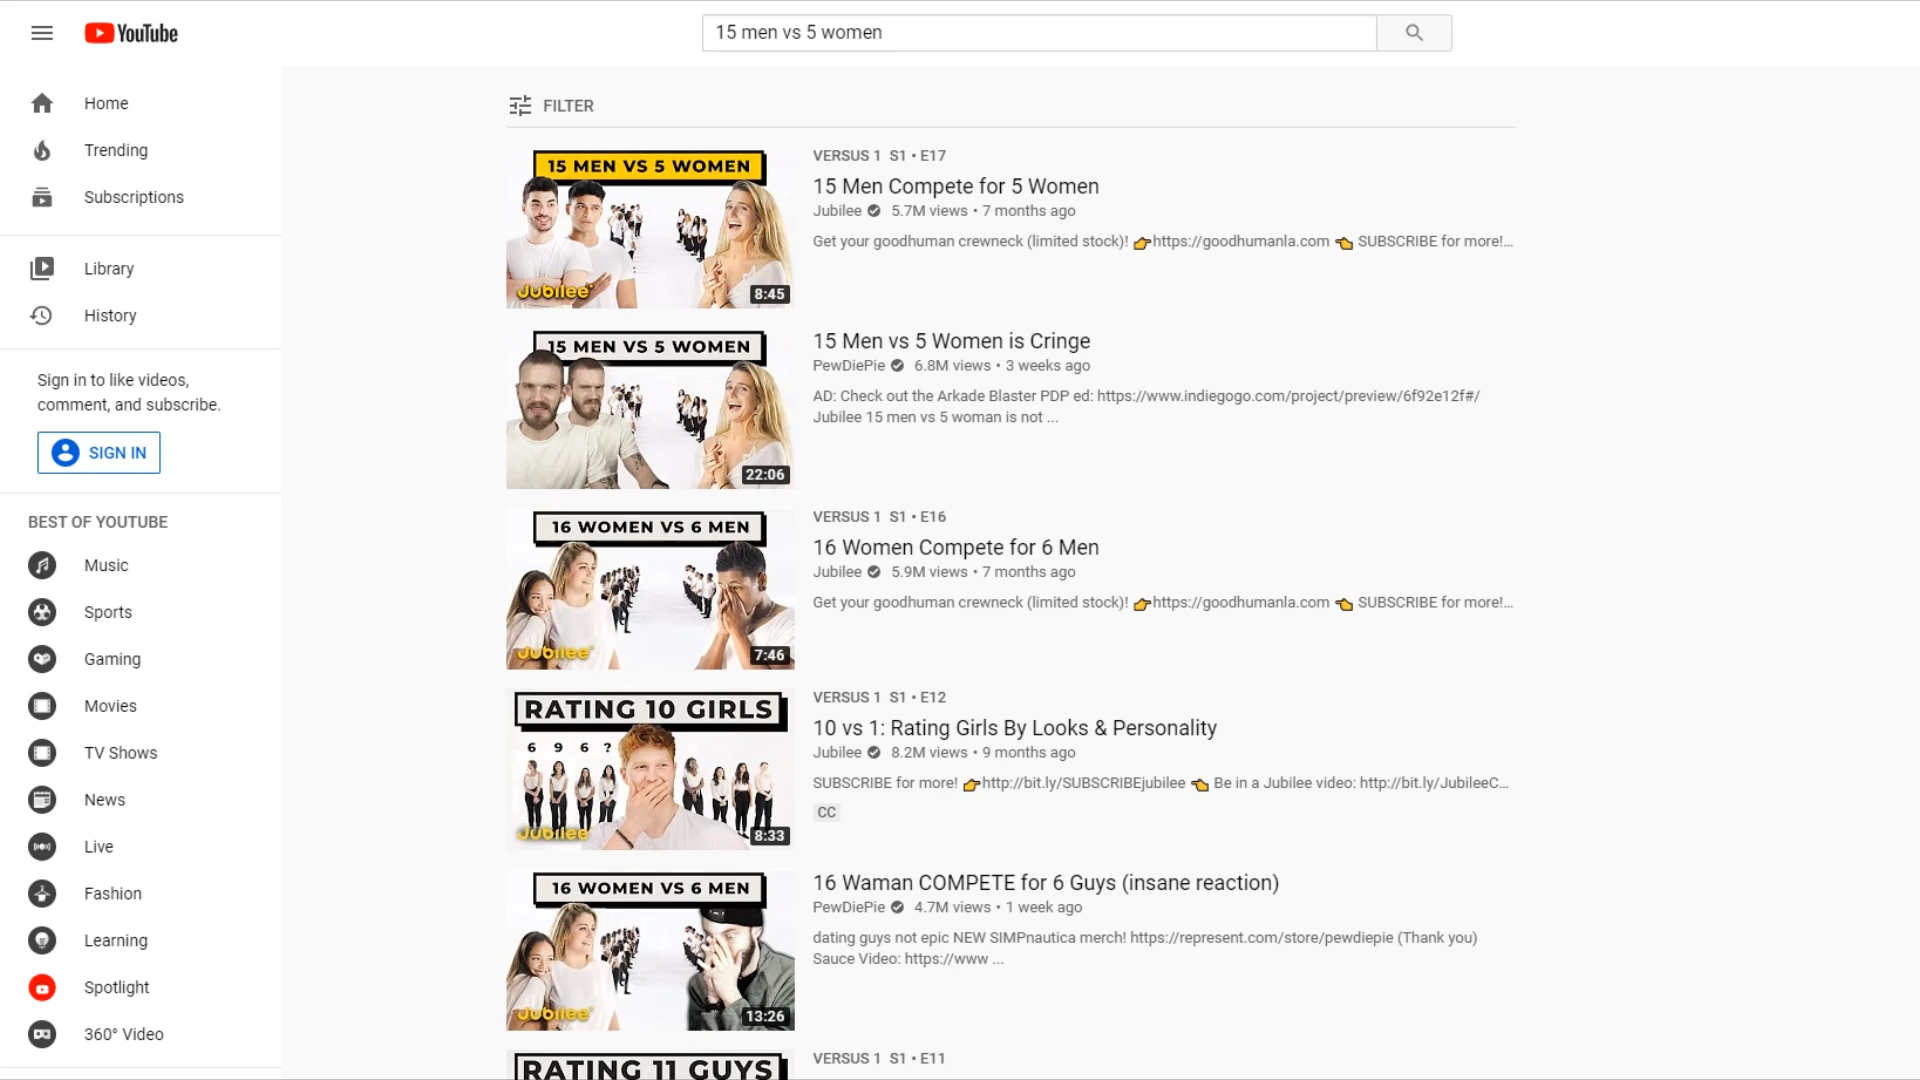 YouTube
15 men vs 5 women
Home
Trending
Subscriptions
Library
History
Sign in to like videos,
comment, and subscribe.
SIGN IN
BEST OF YOUTUBE
Music
Sports
Gaming
Movies
TV Shows
News
Live
Fashion
Learning
Spotlight
360° Video
FILTER
15 MEN VS 5 WOMEN
Jubilee
8:45
VERSUS 1 S1 • E17
15 Men Compete for 5 Women
Jubilee 5.7M views • 7 months ago
Get your goodhuman crewneck (limited stock)! 👉https://goodhumanla.com 👈 SUBSCRIBE for more!...
15 MEN VS 5 WOMEN
22:06
15 Men vs 5 Women is Cringe
PewDiePie 6.8M views • 3 weeks ago
AD: Check out the Arkade Blaster PDP ed: https://www.indiegogo.com/project/preview/6f92e12f#/
Jubilee 15 men vs 5 woman is not ...
16 WOMEN VS 6 MEN
Jubilee
7:46
VERSUS 1 S1 • E16
16 Women Compete for 6 Men
Jubilee 5.9M views • 7 months ago
Get your goodhuman crewneck (limited stock)! 👉https://goodhumanla.com 👈 SUBSCRIBE for more!...
RATING 10 GIRLS
6 9 6 ?
Jubilee
8:33
VERSUS 1 S1 • E12
10 vs 1: Rating Girls By Looks & Personality
Jubilee 8.2M views • 9 months ago
SUBSCRIBE for more! 👉http://bit.ly/SUBSCRIBEjubilee 👈 Be in a Jubilee video: http://bit.ly/JubileeC...
CC
16 WOMEN VS 6 MEN
Jubilee
13:26
16 Waman COMPETE for 6 Guys (insane reaction)
PewDiePie 4.7M views • 1 week ago
dating guys not epic NEW SIMPnautica merch! https://represent.com/store/pewdiepie (Thank you)
Sauce Video: https://www ...
RATING 11 GUYS
VERSUS 1 S1 • E11